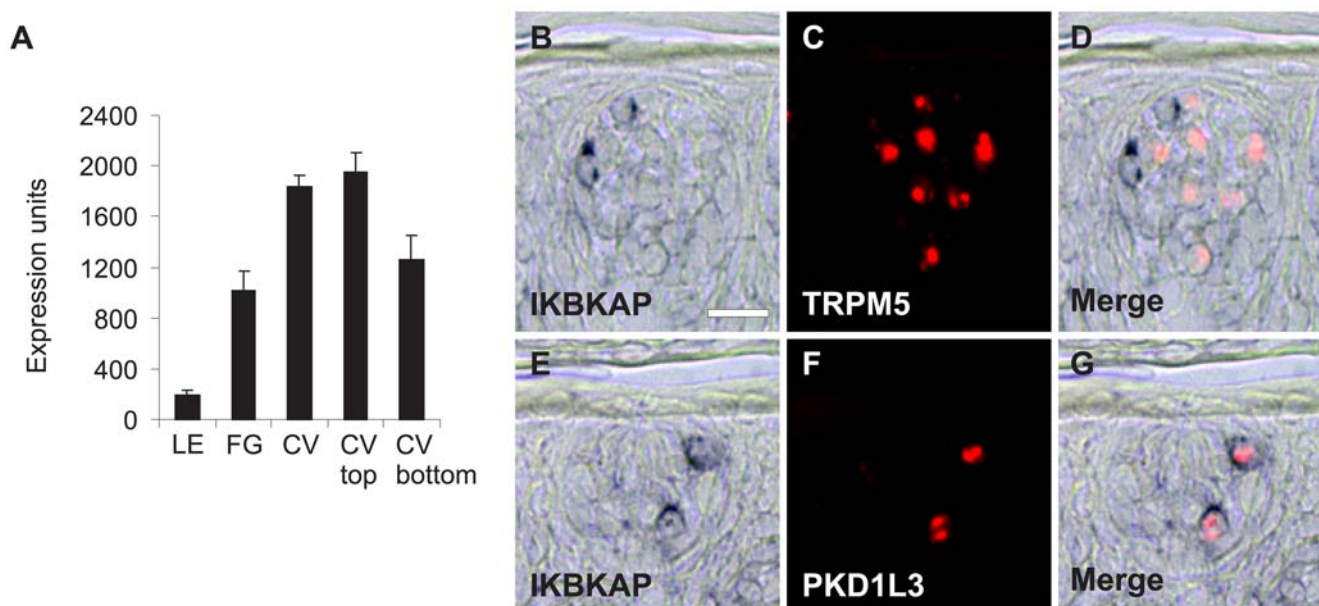 A
Expression units
2400
2000
1600
1200
800
400
0
LE FG CV CV top CV bottom
B
IKBKAP
C
TRPM5
D
Merge
E
IKBKAP
F
PKD1L3
G
Merge